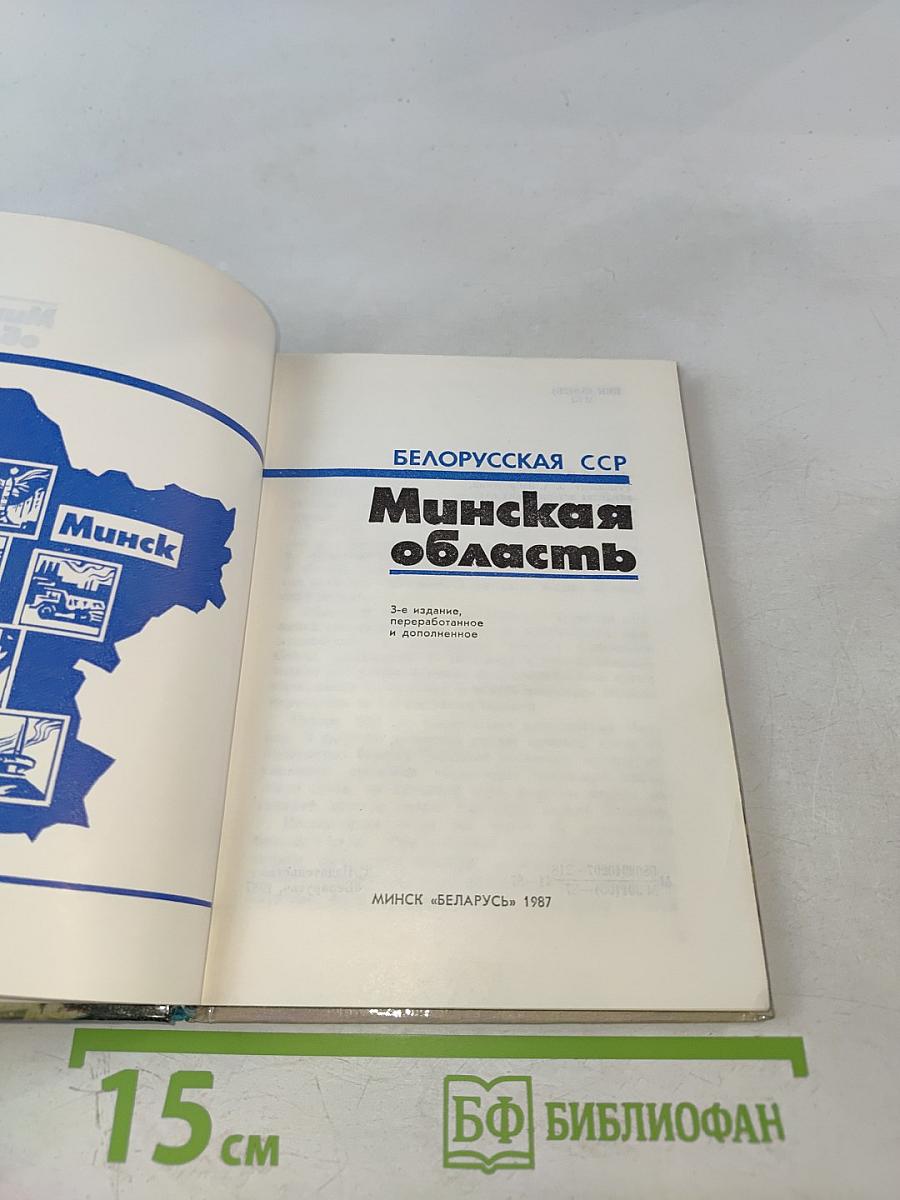 Минск
БЕЛОРУССКАЯ ССР
Минская
область
3-е издание,
переработанное
и дополненное
МИНСК «БЕЛАРУСЬ» 1987
15 см
БФ БИБЛИОФАН